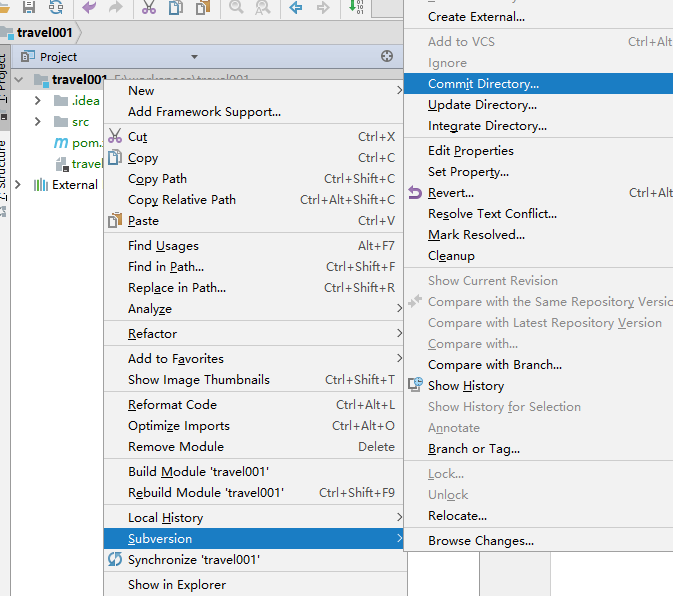 travel001
Project
1: Project
travel001 E:\workspace\travel001
.idea
src
pom.
travel
External
7: Structure
New
Add Framework Support...
Cut Ctrl+X
Copy Ctrl+C
Copy Path Ctrl+Shift+C
Copy Relative Path Ctrl+Alt+Shift+C
Paste Ctrl+V
Find Usages Alt+F7
Find in Path... Ctrl+Shift+F
Replace in Path... Ctrl+Shift+R
Analyze
Refactor
Add to Favorites
Show Image Thumbnails Ctrl+Shift+T
Reformat Code Ctrl+Alt+L
Optimize Imports Ctrl+Alt+O
Remove Module Delete
Build Module 'travel001'
Rebuild Module 'travel001' Ctrl+Shift+F9
Local History
Subversion
Synchronize 'travel001'
Show in Explorer
Create External...
Add to VCS Ctrl+Alt
Ignore
Commit Directory...
Update Directory...
Integrate Directory...
Edit Properties
Set Property...
Revert... Ctrl+Alt
Resolve Text Conflict...
Mark Resolved...
Cleanup
Show Current Revision
Compare with the Same Repository Versio
Compare with Latest Repository Version
Compare with...
Compare with Branch...
Show History
Show History for Selection
Annotate
Branch or Tag...
Lock...
Unlock
Relocate...
Browse Changes...